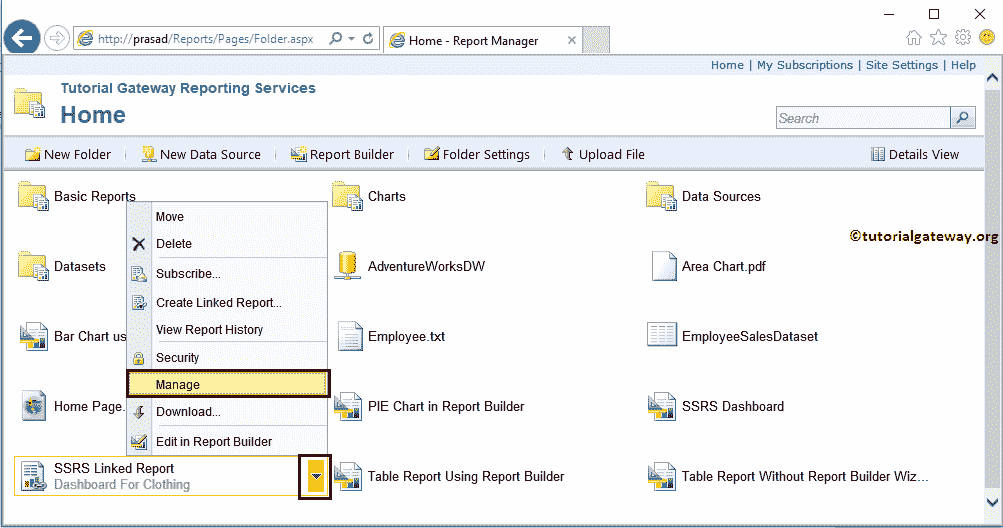 http://prasad/Reports/Pages/Folder.aspx
Home - Report Manager
Home | My Subscriptions | Site Settings | Help
Tutorial Gateway Reporting Services
Home
Search
New Folder
New Data Source
Report Builder
Folder Settings
Upload File
Details View
Basic Reports
Charts
Data Sources
©tutorialgateway.org
Move
Delete
Subscribe...
Create Linked Report...
View Report History
Security
Manage
Download...
Edit in Report Builder
Datasets
AdventureWorksDW
Area Chart.pdf
Bar Chart us
Employee.txt
EmployeeSalesDataset
Home Page.
PIE Chart in Report Builder
SSRS Dashboard
SSRS Linked Report
Dashboard For Clothing
Table Report Using Report Builder
Table Report Without Report Builder Wiz...